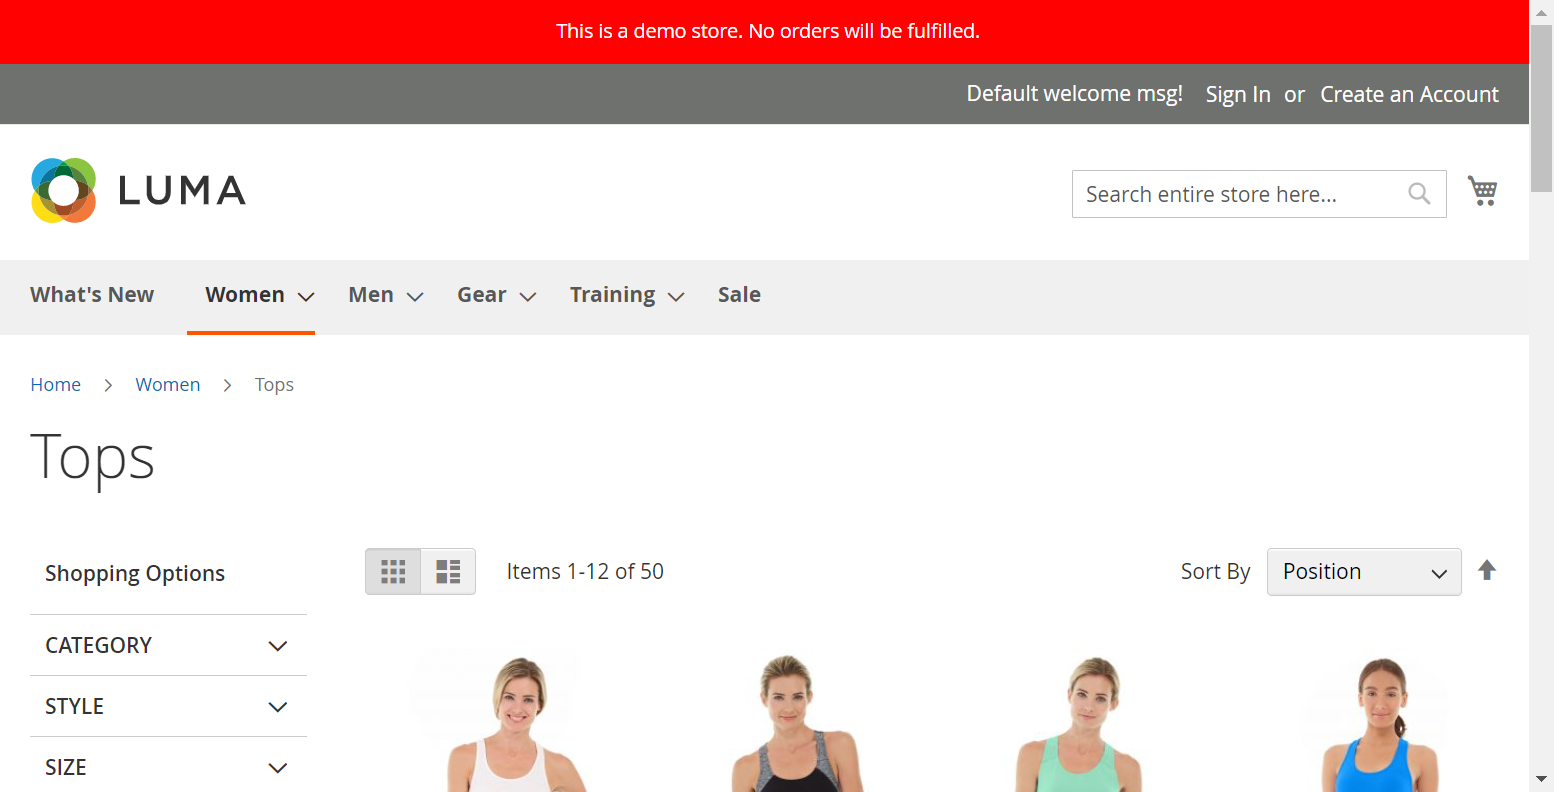 This is a demo store. No orders will be fulfilled.
Default welcome msg! Sign In or Create an Account
LUMA
Search entire store here...
What's New Women Men Gear Training Sale
Home Women Tops
Tops
Shopping Options
Items 1-12 of 50
Sort By Position
CATEGORY
STYLE
SIZE